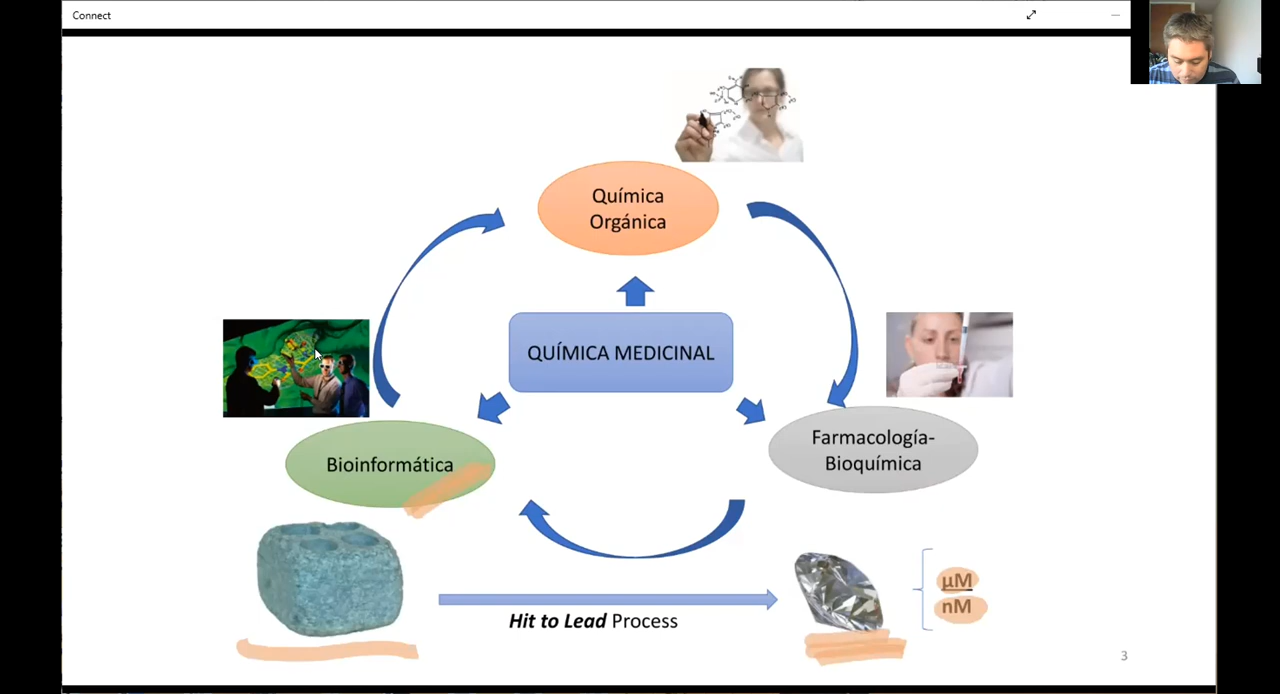 Connect
Química
Orgánica
QUÍMICA MEDICINAL
Farmacología-
Bioquímica
Bioinformática
µM
nM
Hit to Lead Process
3